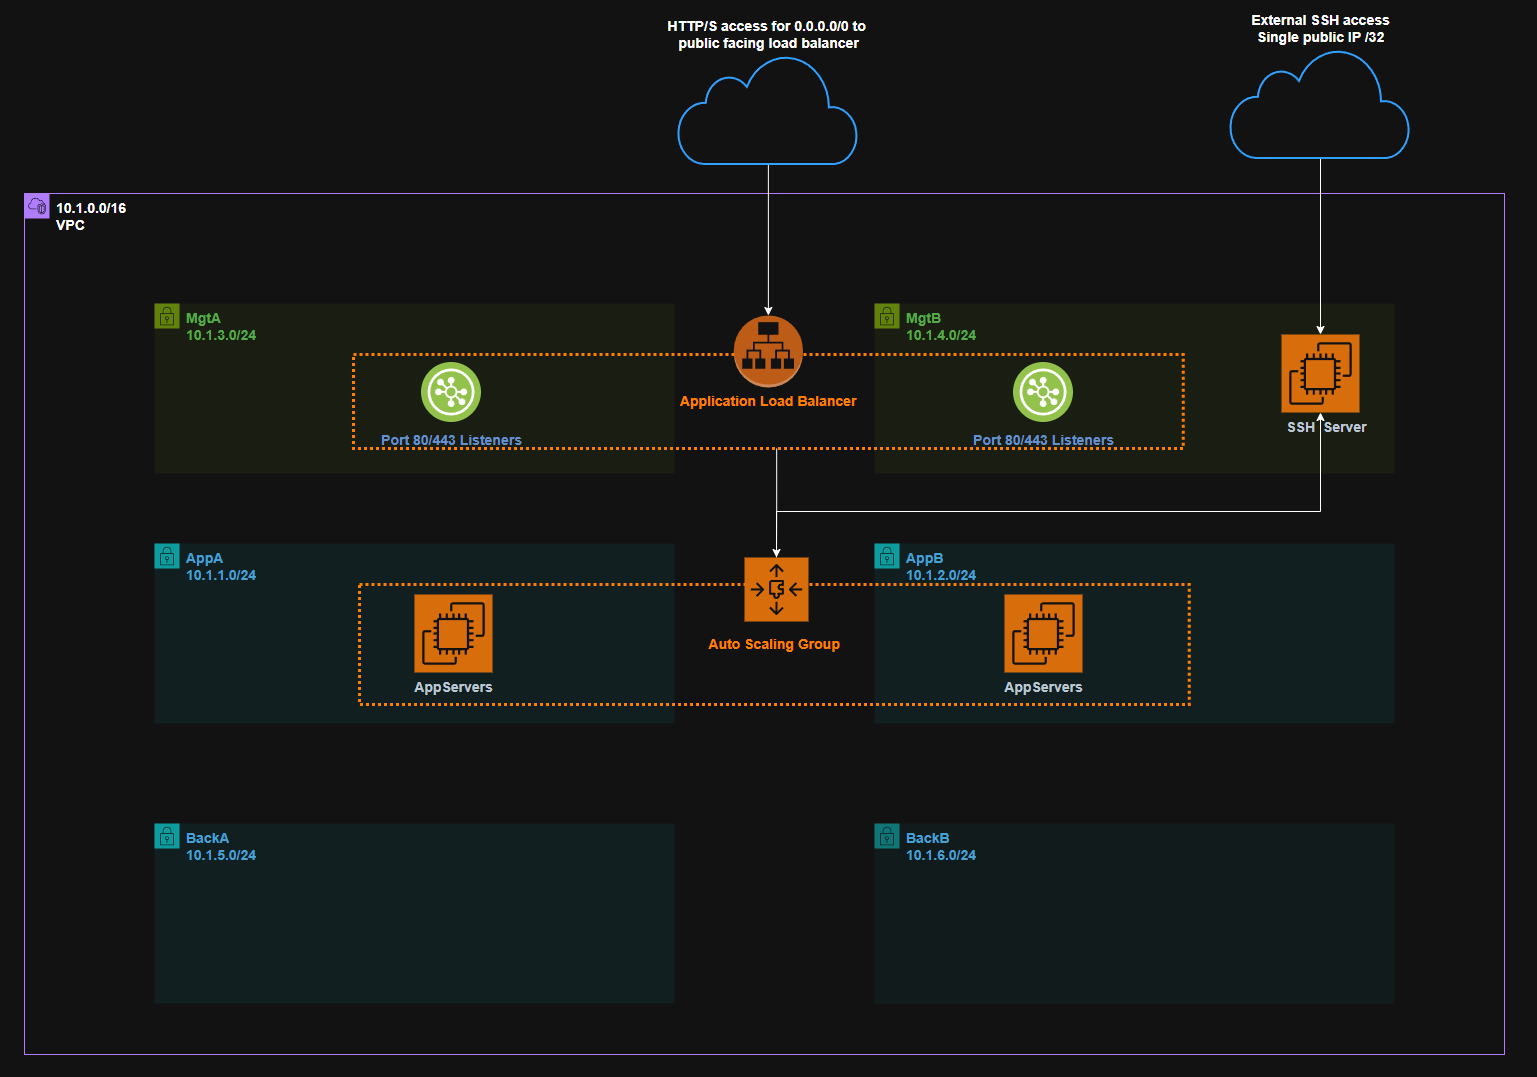 HTTP/S access for 0.0.0.0/0 to
public facing load balancer
External SSH access
Single public IP /32
10.1.0.0/16
VPC
MgtA
10.1.3.0/24
MgtB
10.1.4.0/24
Application Load Balancer
Port 80/443 Listeners
Port 80/443 Listeners
SSH Server
AppA
10.1.1.0/24
AppB
10.1.2.0/24
Auto Scaling Group
AppServers
AppServers
BackA
10.1.5.0/24
BackB
10.1.6.0/24